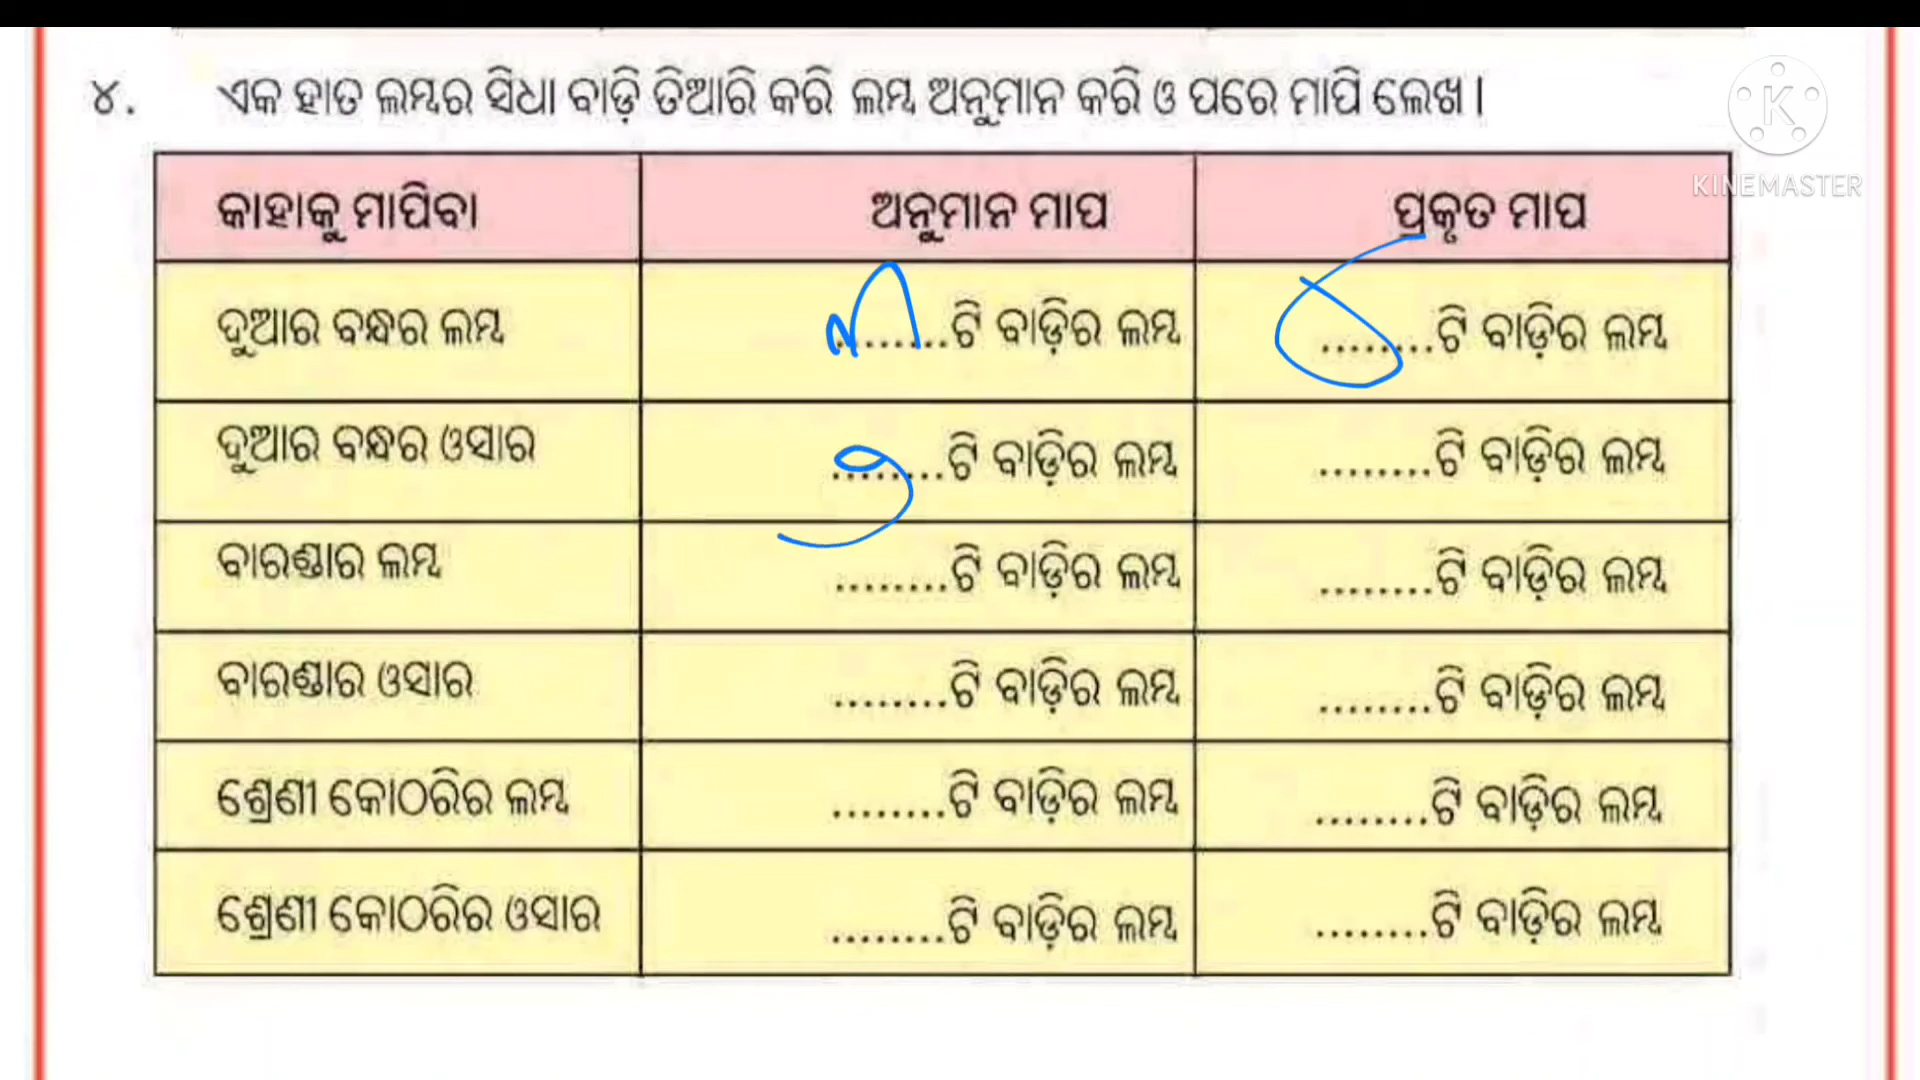 ୪. ଏକ ହାତ ଲମ୍ବର ସିଧା ବାଡ଼ି ତିଆରି କରି ଲମ୍ବ ଅନୁମାନ କରି ଓ ପରେ ମାପି ଲେଖ ।
KINEMASTER
କାହାକୁ ମାପିବା ଅନୁମାନ ମାପ ପ୍ରକୃତ ମାପ
ଦୁଆର ବନ୍ଧର ଲମ୍ବ ୩ ........ଟି ବାଡ଼ିର ଲମ୍ବ ୪ ........ଟି ବାଡ଼ିର ଲମ୍ବ
ଦୁଆର ବନ୍ଧର ଓସାର ୨ ........ଟି ବାଡ଼ିର ଲମ୍ବ ........ଟି ବାଡ଼ିର ଲମ୍ବ
ବାରଣ୍ଡାର ଲମ୍ବ ........ଟି ବାଡ଼ିର ଲମ୍ବ ........ଟି ବାଡ଼ିର ଲମ୍ବ
ବାରଣ୍ଡାର ଓସାର ........ଟି ବାଡ଼ିର ଲମ୍ବ ........ଟି ବାଡ଼ିର ଲମ୍ବ
ଶ୍ରେଣୀ କୋଠରିର ଲମ୍ବ ........ଟି ବାଡ଼ିର ଲମ୍ବ ........ଟି ବାଡ଼ିର ଲମ୍ବ
ଶ୍ରେଣୀ କୋଠରିର ଓସାର ........ଟି ବାଡ଼ିର ଲମ୍ବ ........ଟି ବାଡ଼ିର ଲମ୍ବ